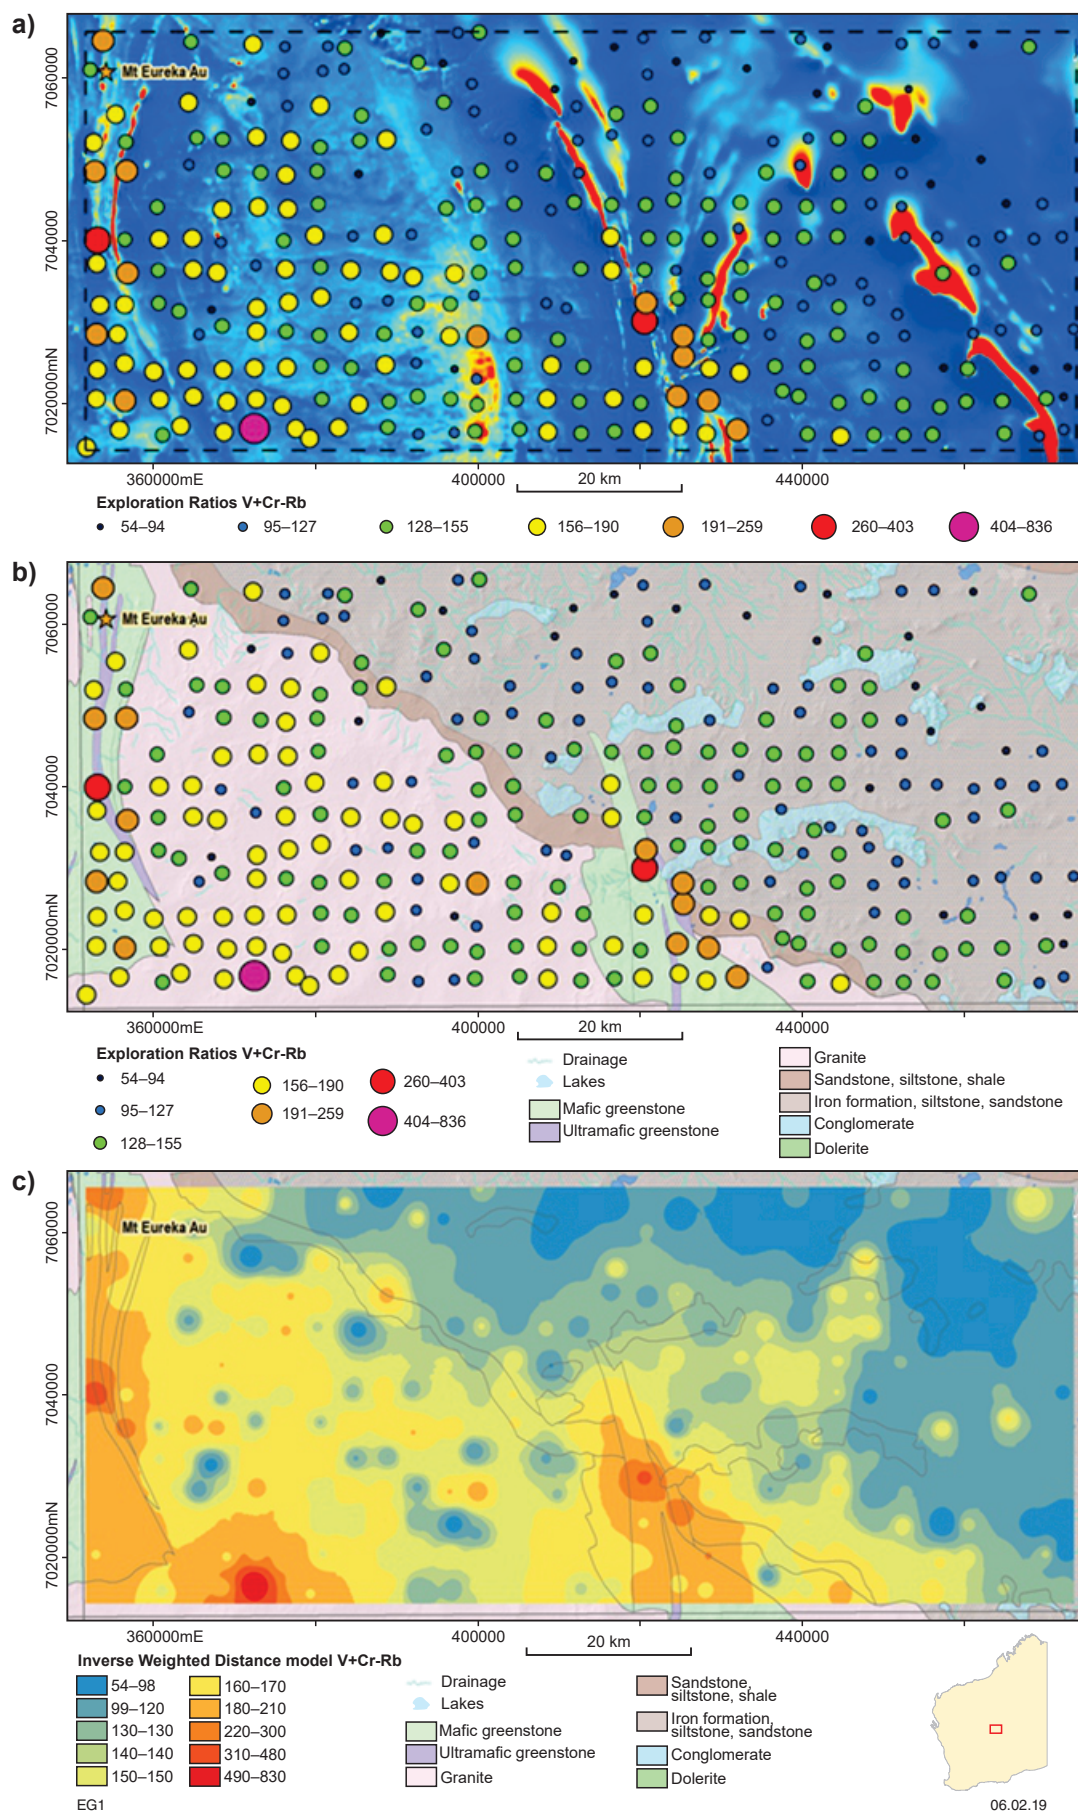 a)
7060000
7040000
7020000mN
Mt Eureka Au
360000mE
400000
20 km
440000
Exploration Ratios V+Cr-Rb
54–94
95–127
128–155
156–190
191–259
260–403
404–836
b)
7060000
7040000
7020000mN
Mt Eureka Au
360000mE
400000
20 km
440000
Exploration Ratios V+Cr-Rb
54–94
95–127
128–155
156–190
191–259
260–403
404–836
Drainage
Lakes
Mafic greenstone
Ultramafic greenstone
Granite
Sandstone, siltstone, shale
Iron formation, siltstone, sandstone
Conglomerate
Dolerite
c)
7060000
7040000
7020000mN
Mt Eureka Au
360000mE
400000
20 km
440000
Inverse Weighted Distance model V+Cr-Rb
54–98
99–120
130–130
140–140
150–150
160–170
180–210
220–300
310–480
490–830
Drainage
Lakes
Mafic greenstone
Ultramafic greenstone
Granite
Sandstone,
siltstone, shale
Iron formation,
siltstone, sandstone
Conglomerate
Dolerite
EG1
06.02.19